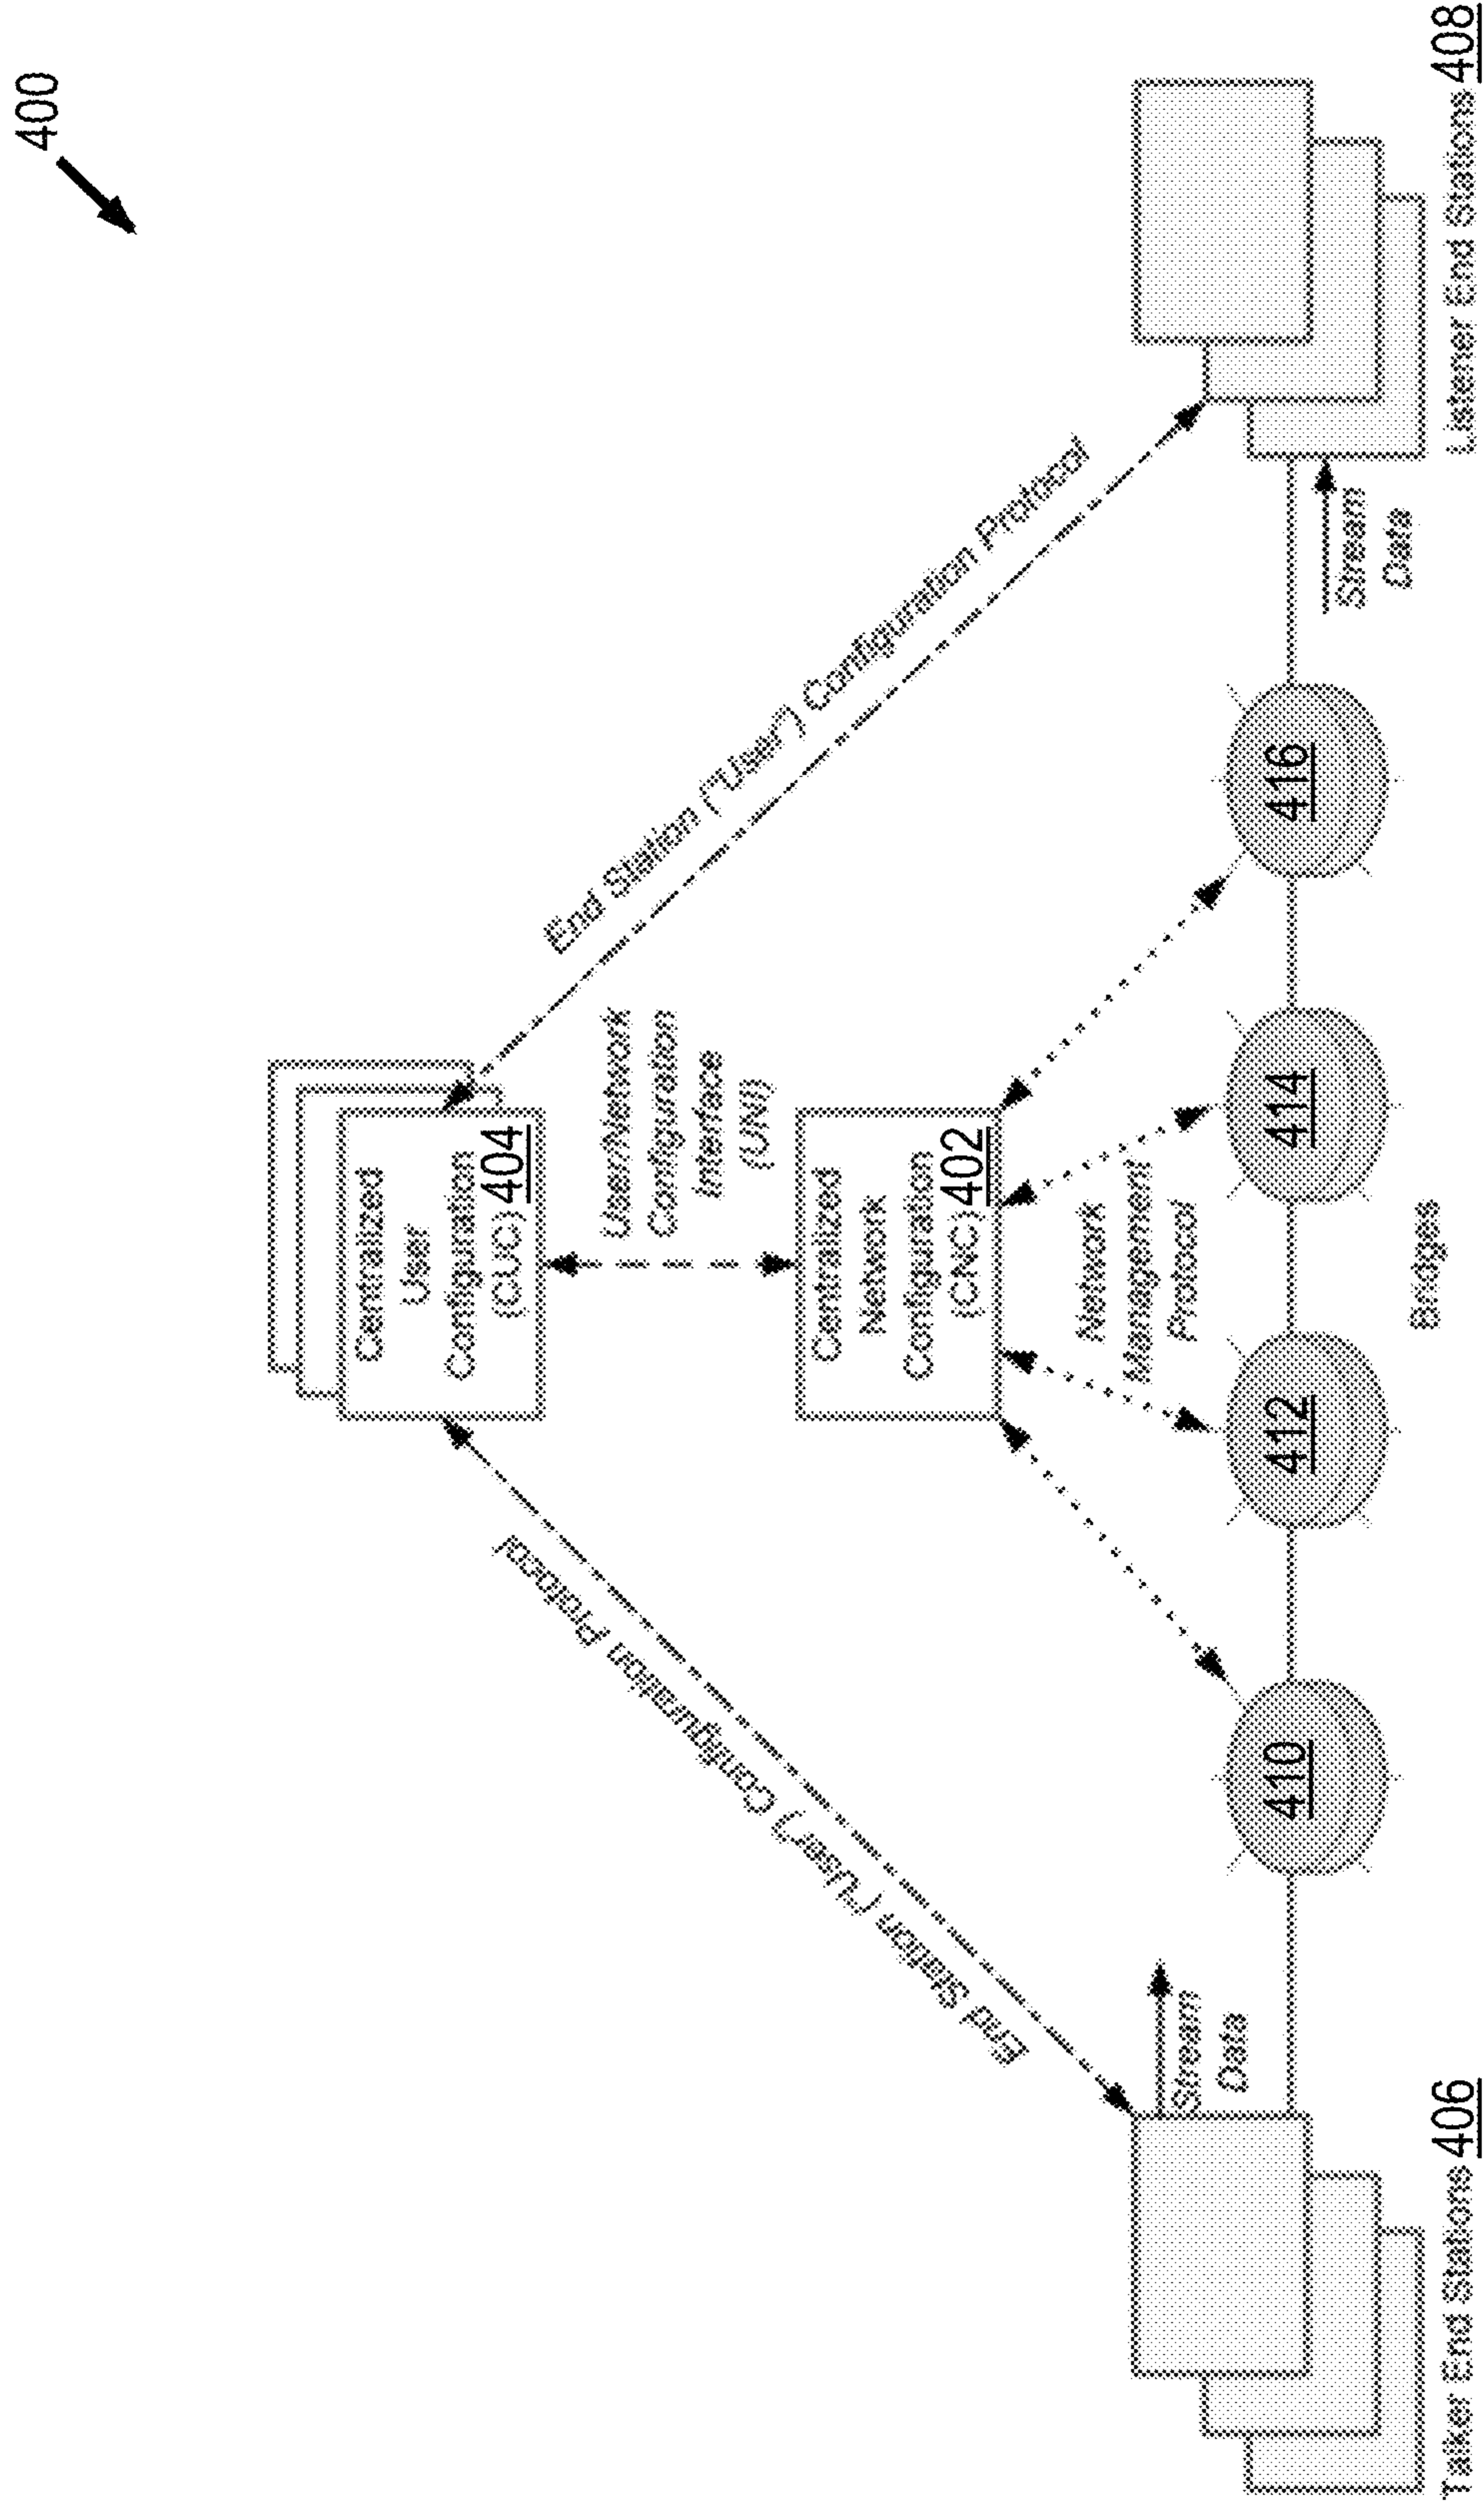 400
Centralized
User
Configuration
(CUC) 404
User/Network
Configuration
Interface
(UNI)
End Station ("User") Configuration Protocol
End Station ("User") Configuration Protocol
Centralized
Network
Configuration
(CNC) 402
Network
Management
Protocol
Stream
Data
410
412
414
416
Stream
Data
Bridges
Talker End Stations 406
Listener End Stations 408